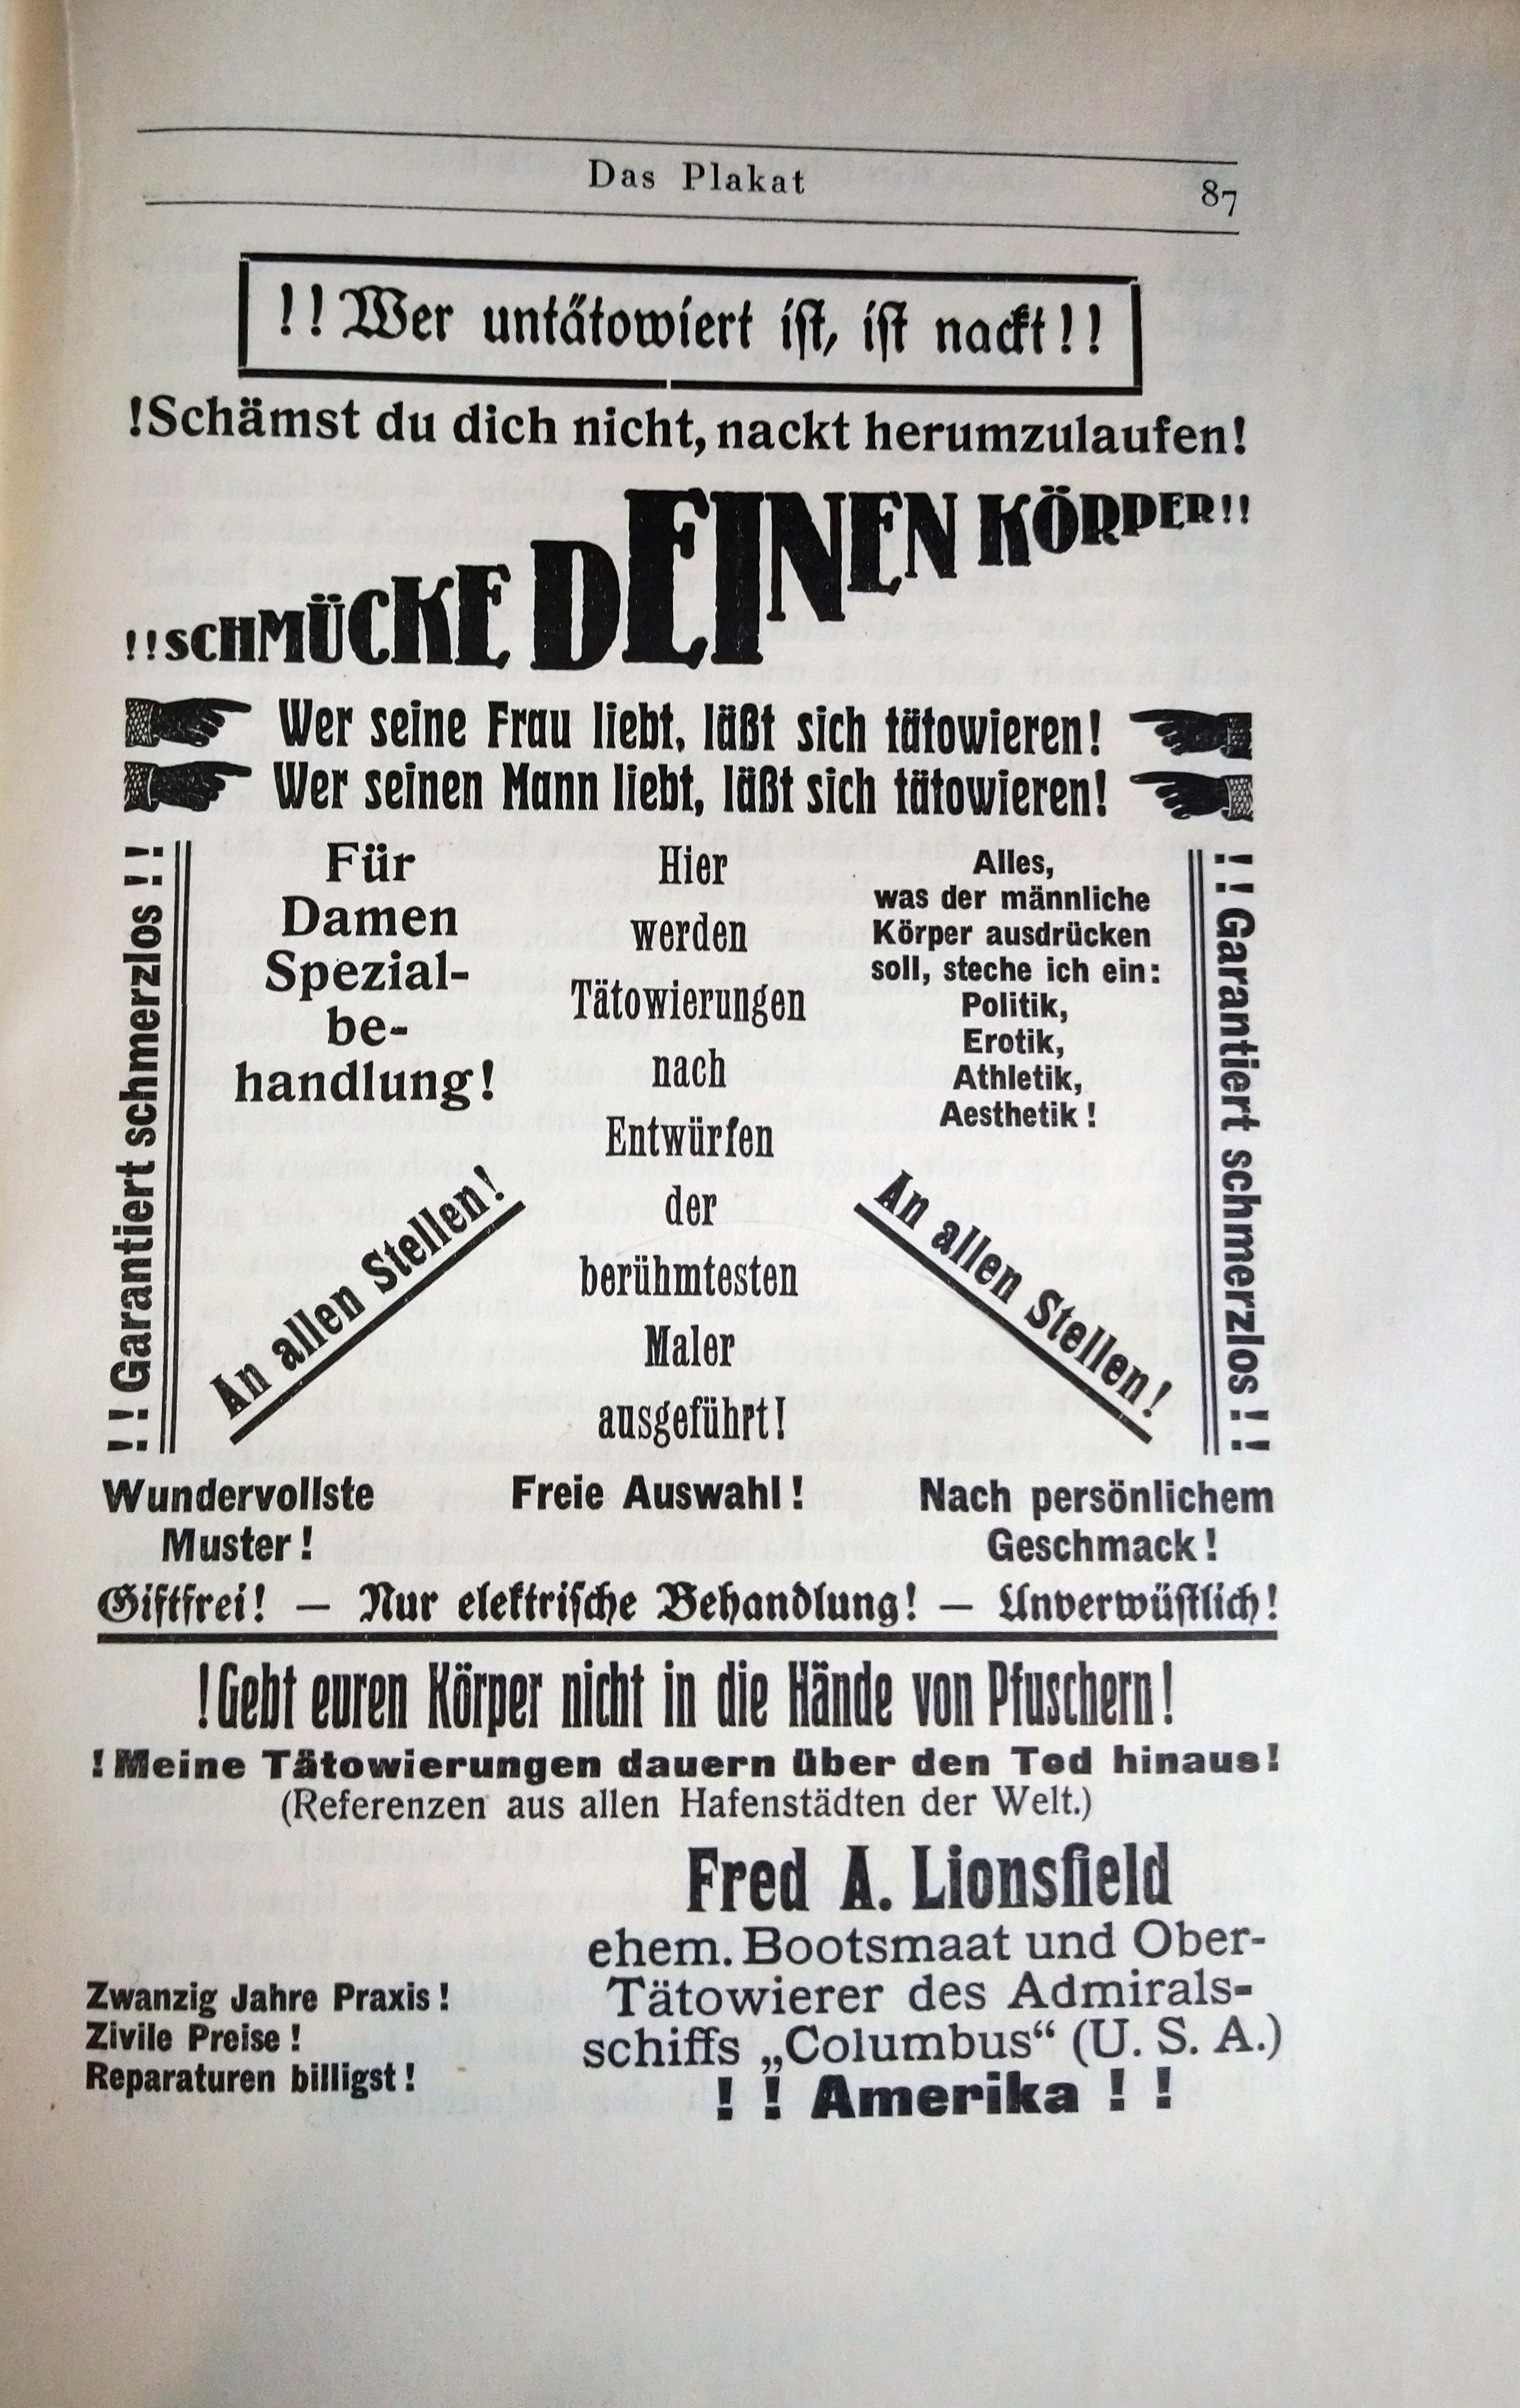 Das Plakat
87
!!Wer untätowiert ist, ist nackt!!
!Schämst du dich nicht, nackt herumzulaufen!
!!SCHMÜCKE DEINEN KÖRPER!!
Wer seine Frau liebt, läßt sich tätowieren!
Wer seinen Mann liebt, läßt sich tätowieren!
!! Garantiert schmerzlos !!
Für
Damen
Spezial-
be-
handlung!
An allen Stellen!
Hier
werden
Tätowierungen
nach
Entwürfen
der
berühmtesten
Maler
ausgeführt!
Alles,
was der männliche
Körper ausdrücken
soll, steche ich ein:
Politik,
Erotik,
Athletik,
Aesthetik!
An allen Stellen!
!! Garantiert schmerzlos !!
Wundervollste
Muster!
Freie Auswahl!
Nach persönlichem
Geschmack!
Giftfrei! — Nur elektrische Behandlung! — Unverwüstlich!
!Gebt euren Körper nicht in die Hände von Pfuschern!
!Meine Tätowierungen dauern über den Tod hinaus!
(Referenzen aus allen Hafenstädten der Welt.)
Fred A. Lionsfield
ehem. Bootsmaat und Ober-
Tätowierer des Admirals-
schiffs „Columbus“ (U. S. A.)
!! Amerika !!
Zwanzig Jahre Praxis!
Zivile Preise!
Reparaturen billigst!